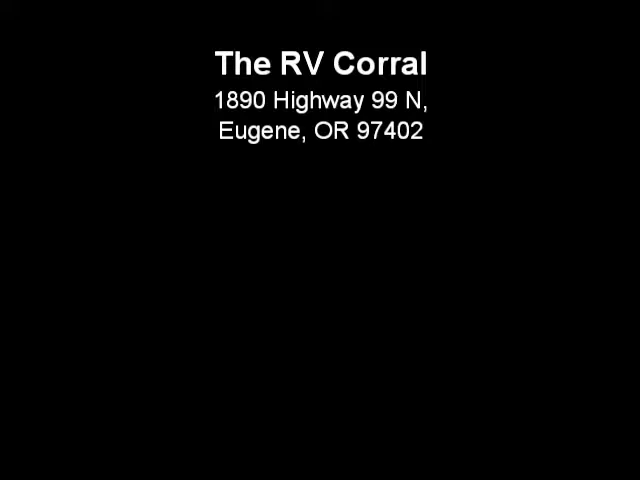 The RV Corral
1890 Highway 99 N,
Eugene, OR 97402